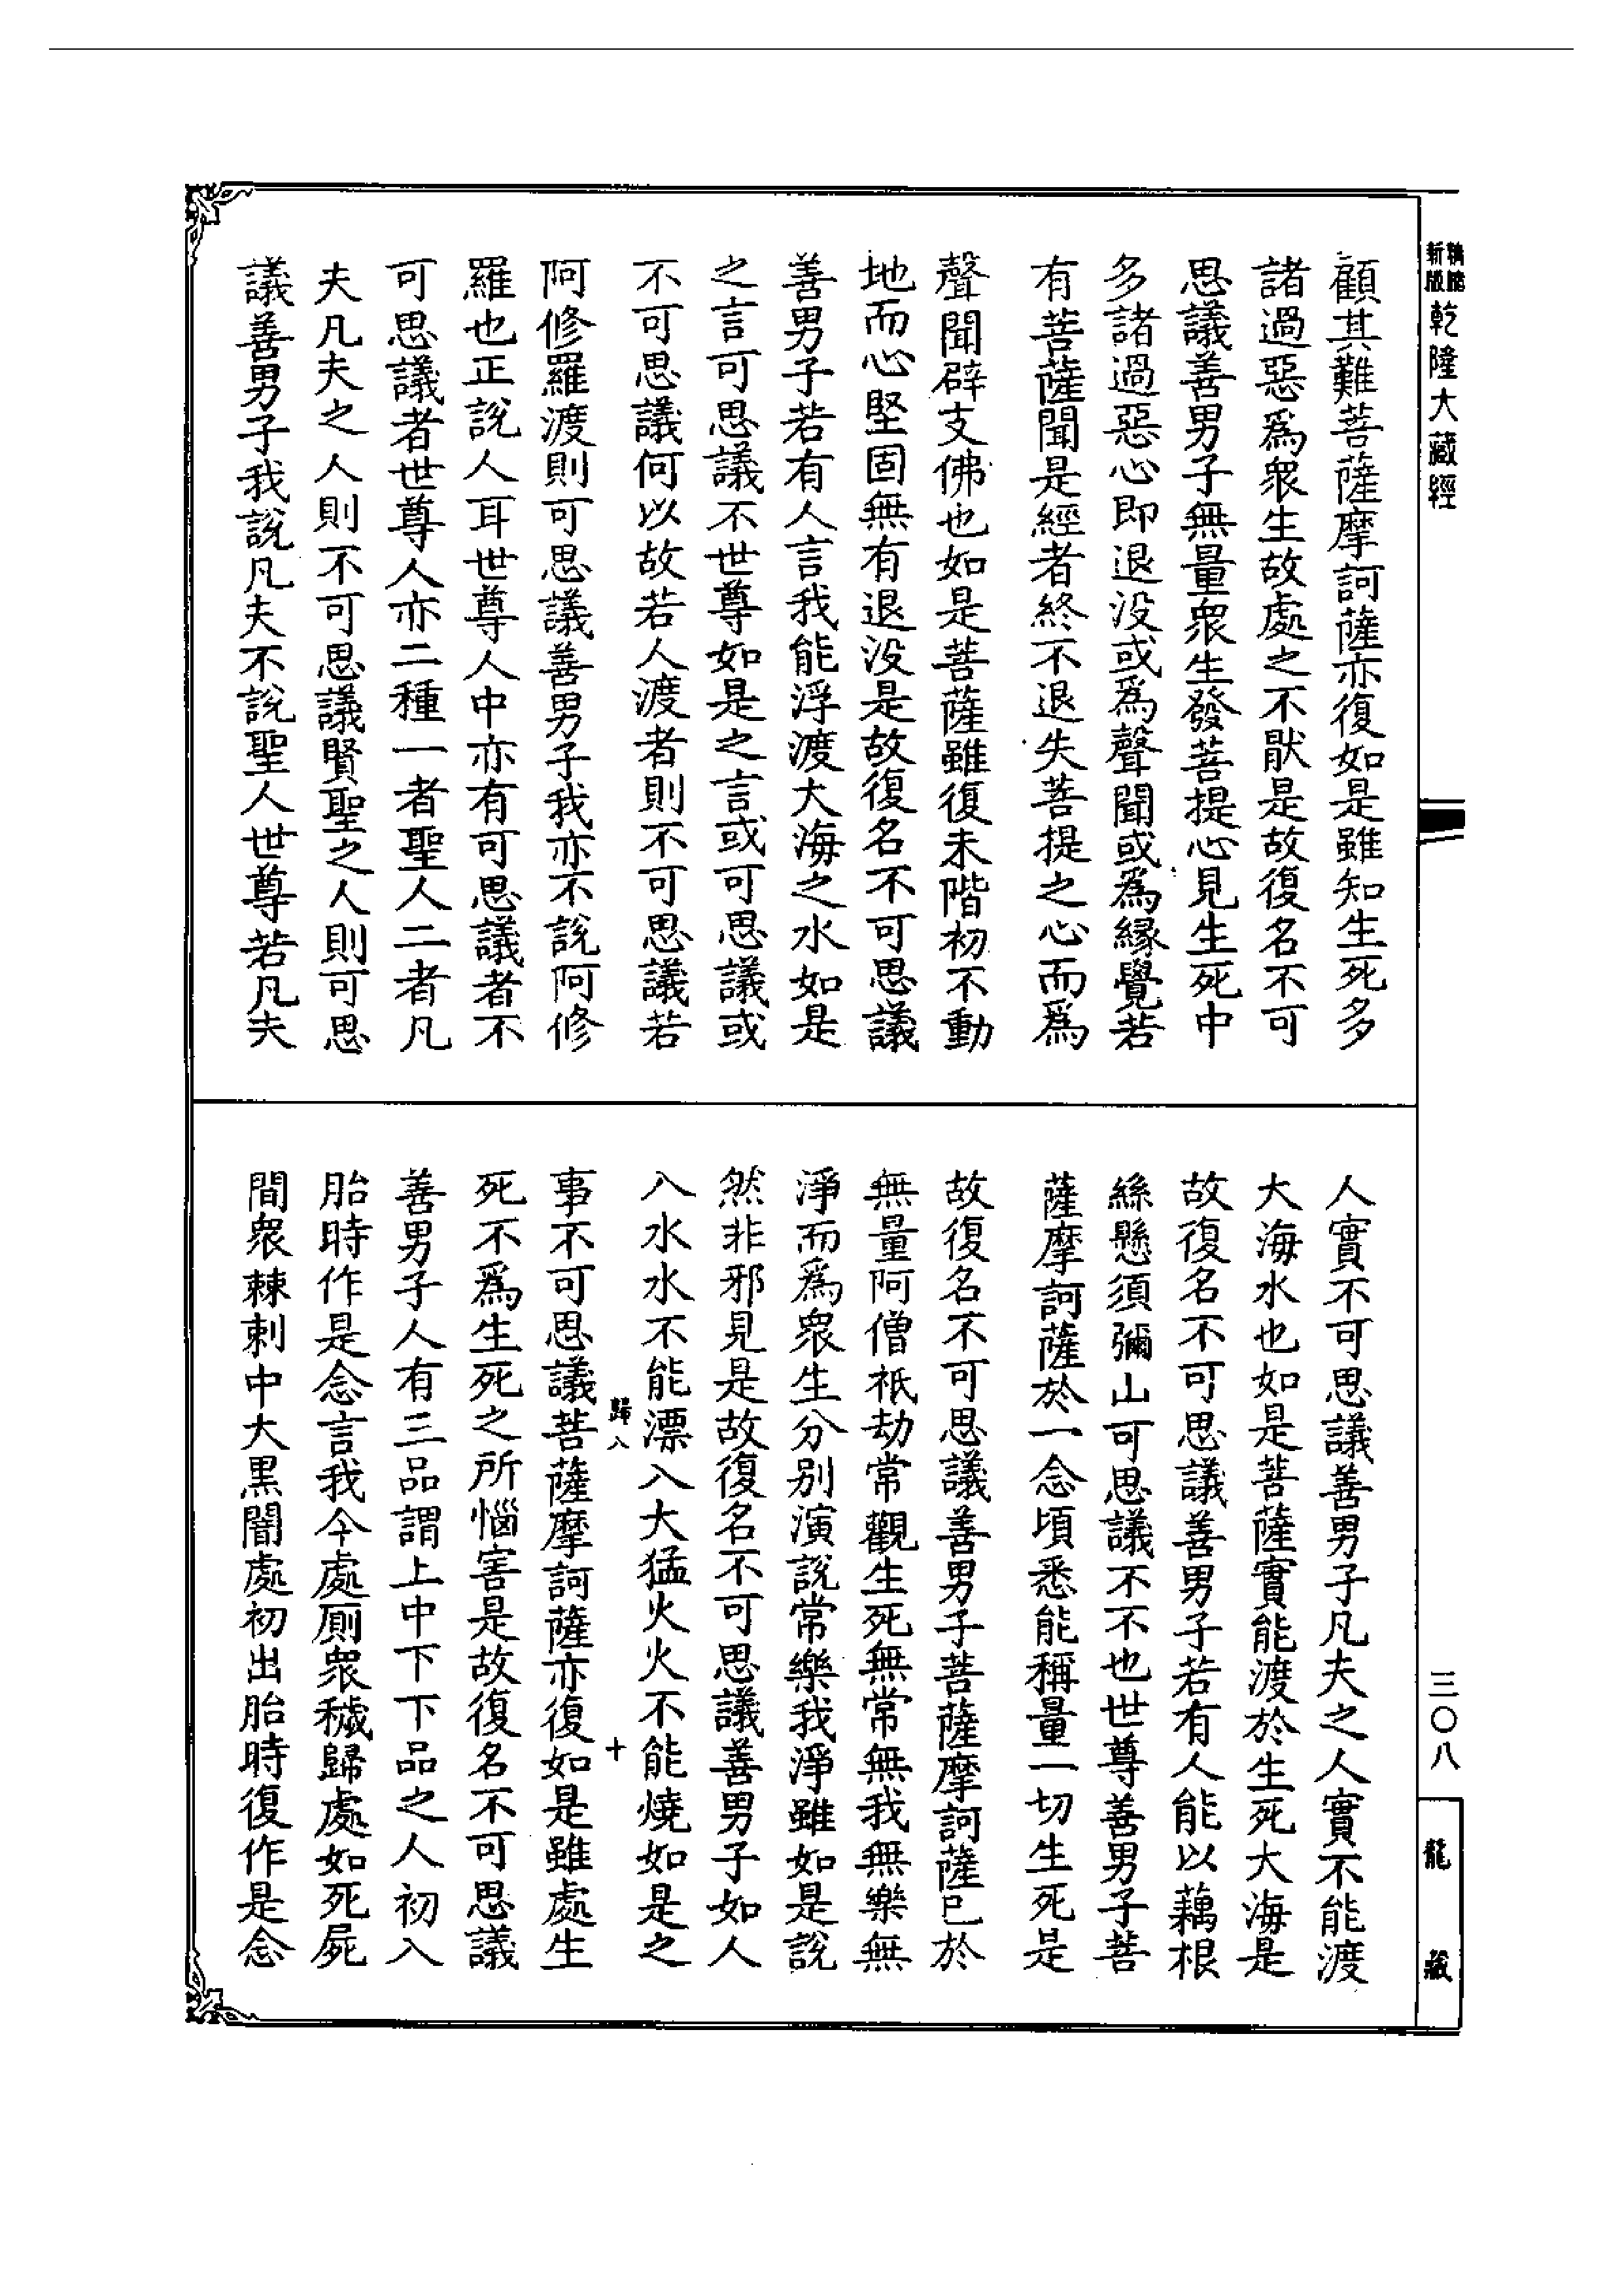 新版
乾隆大藏經
三〇八
龍藏
顧其難菩薩摩訶薩亦復如是雖知生死多
諸過惡爲衆生故處之不猒是故復名不可
思議善男子無量衆生發菩提心見生死中
多諸過惡心即退没或爲聲聞或爲緣覺若
有菩薩聞是經者終不退失菩提之心而爲
聲聞辟支佛也如是菩薩雖復未階初不動
地而心堅固無有退没是故復名不可思議
善男子若有人言我能浮渡大海之水如是
之言可思議不世尊如是之言或可思議或
不可思議何以故若人渡者則不可思議若
阿修羅渡則可思議善男子我亦不說阿修
羅也正說人耳世尊人中亦有可思議者不
可思議者世尊人亦二種一者聖人二者凡
夫凡夫之人則不可思議賢聖之人則可思
議善男子我說凡夫不說聖人世尊若凡夫
人實不可思議善男子凡夫之人實不能渡
大海水也如是菩薩實能渡於生死大海是
故復名不可思議善男子若有人能以藕根
絲懸須彌山可思議不不也世尊善男子菩
薩摩訶薩於一念頃悉能稱量一切生死是
故復名不可思議善男子菩薩摩訶薩已於
無量阿僧祇劫常觀生死無常無我無樂無
淨而爲衆生分别演說常樂我淨雖如是說
然非邪見是故復名不可思議善男子如人
入水水不能漂入大猛火火不能燒如是之
歸八 十
事不可思議菩薩摩訶薩亦復如是雖處生
死不爲生死之所惱害是故復名不可思議
善男子人有三品謂上中下下品之人初入
胎時作是念言我今處厠衆穢歸處如死屍
間衆棘刺中大黑闇處初出胎時復作是念